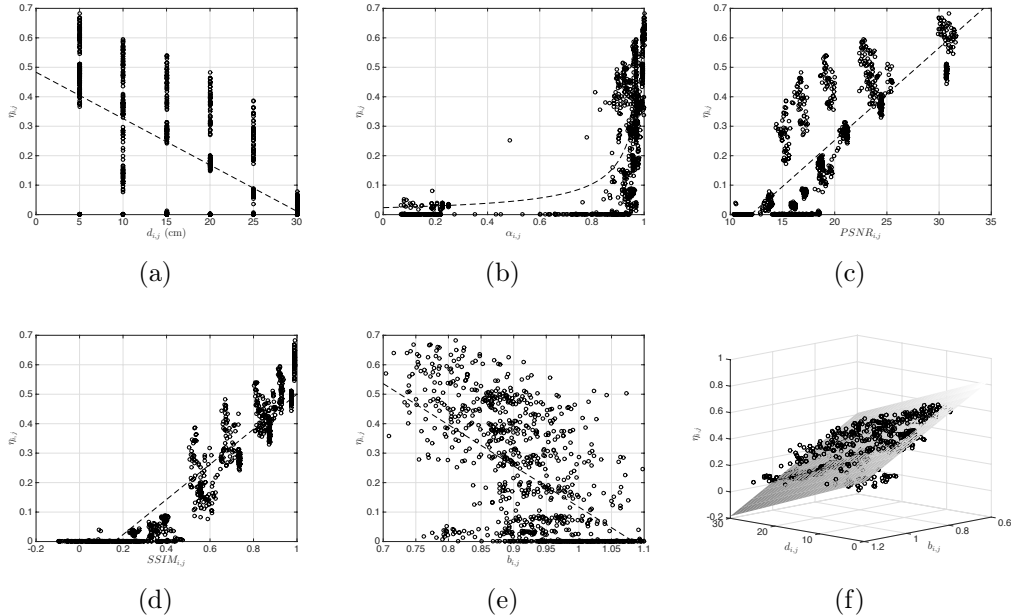 0.7
0.6
0.5
0.4
0.3
0.2
0.1
0
η_{i,j}
0 5 10 15 20 25 30
d_{i,j} (cm)
(a)
0.7
0.6
0.5
0.4
0.3
0.2
0.1
0
η_{i,j}
0 0.2 0.4 0.6 0.8 1
α_{i,j}
(b)
0.7
0.6
0.5
0.4
0.3
0.2
0.1
0
η_{i,j}
10 15 20 25 30 35
PSNR_{i,j}
(c)
0.7
0.6
0.5
0.4
0.3
0.2
0.1
0
η_{i,j}
-0.2 0 0.2 0.4 0.6 0.8 1
SSIM_{i,j}
(d)
0.7
0.6
0.5
0.4
0.3
0.2
0.1
0
η_{i,j}
0.7 0.75 0.8 0.85 0.9 0.95 1 1.05 1.1
b_{i,j}
(e)
1
0.8
0.6
0.4
0.2
0
-0.2
η_{i,j}
30 20 10 0
d_{i,j}
1.2 1 0.8 0.6
b_{i,j}
(f)